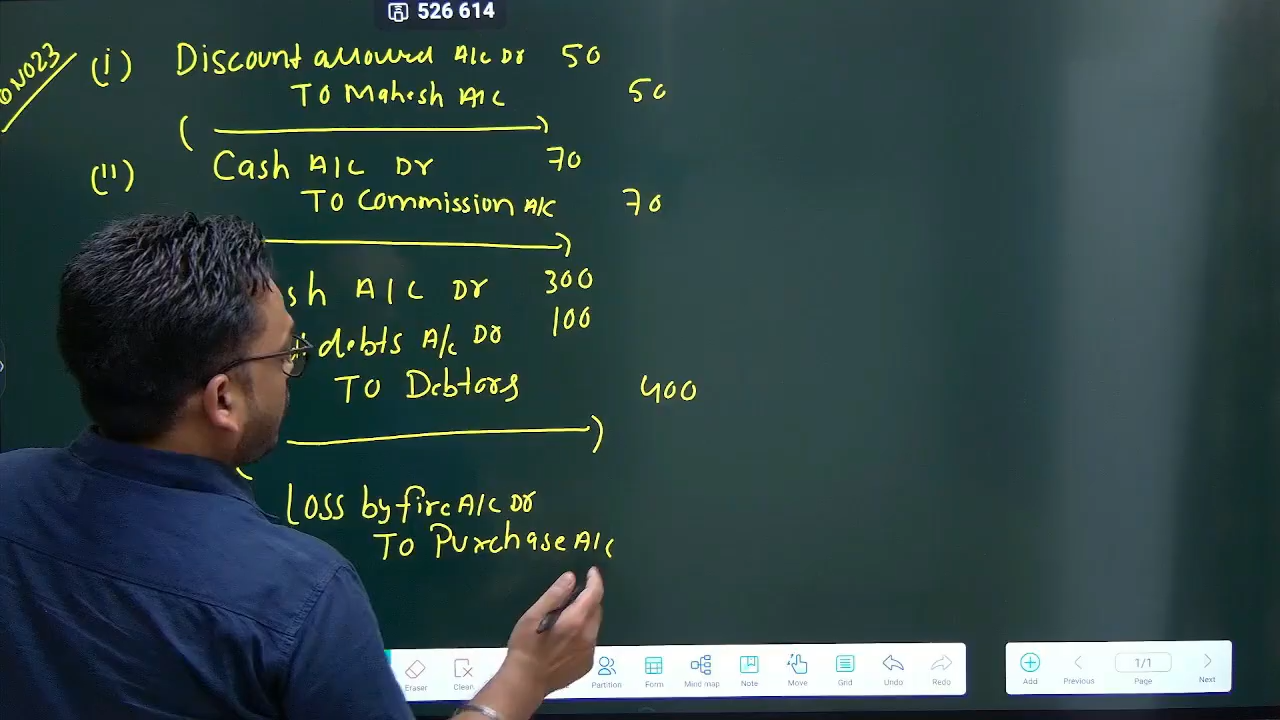 526 614
(i) Discount allowed A/c Dr 50
To Mahesh A/c 50
(ii) Cash A/c Dr 70
To Commission A/c 70
A/c Dr 300
debts A/c Dr 100
To Debtors 400
Loss by fire A/c Dr
To Purchase A/c
Eraser Clean Partition Form Mind map Note Move Grid Undo Redo Add Previous 1/1 Page Next